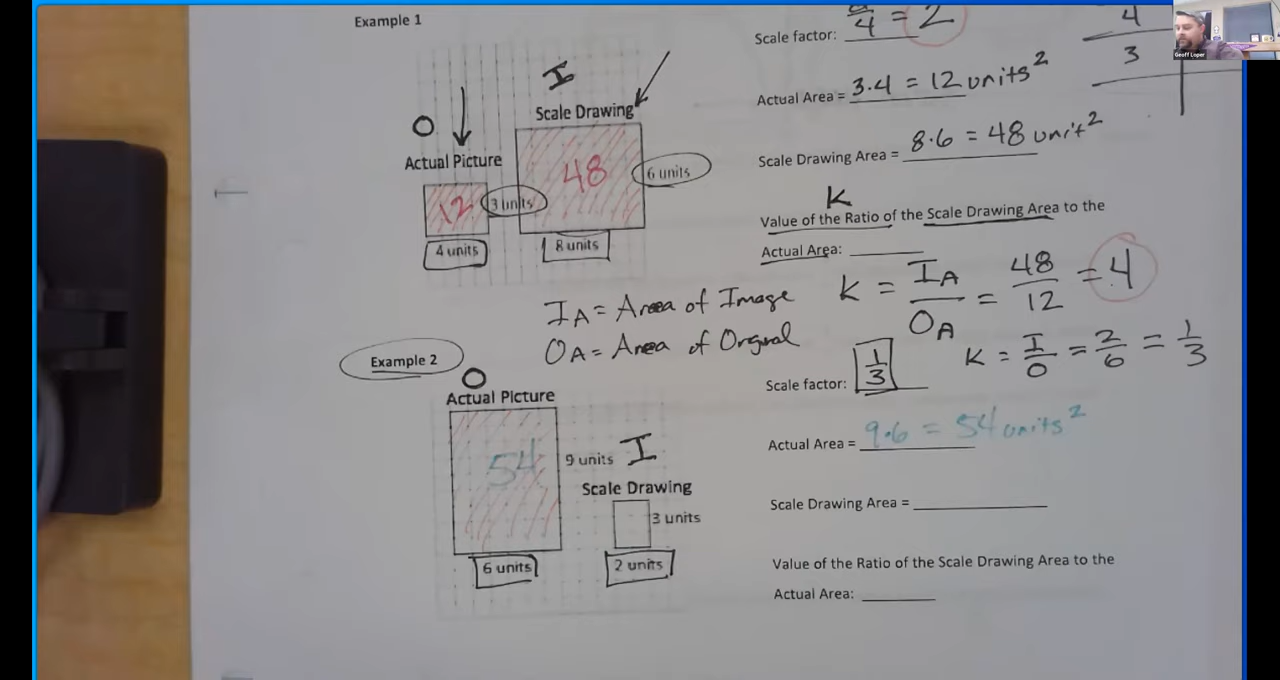 Example 1
Scale factor: /4 = 2
4
3
Geoff Loper
Actual Area = 3.4 = 12 units²
I
Scale Drawing
O
Actual Picture
Scale Drawing Area = 8.6 = 48 unit²
48
6 units
12
3 units
4 units
8 units
K
Value of the Ratio of the Scale Drawing Area to the
Actual Area:
K = IA/OA = 48/12 = 4
IA = Area of Image
OA = Area of Orginal
Example 2
Scale factor: 1/3
K = I/O = 2/6 = 1/3
O
Actual Picture
54
9 units
I
Scale Drawing
3 units
6 units
2 units
Actual Area = 9.6 = 54 units²
Scale Drawing Area =
Value of the Ratio of the Scale Drawing Area to the
Actual Area: